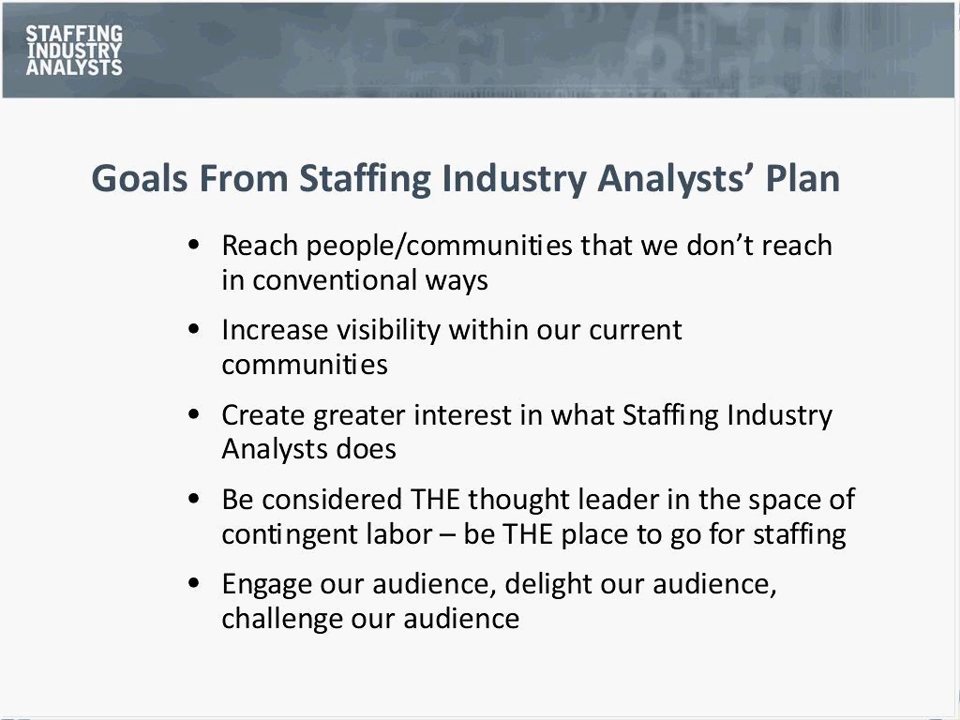 STAFFING
INDUSTRY
ANALYSTS
Goals From Staffing Industry Analysts’ Plan
• Reach people/communities that we don’t reach
in conventional ways
• Increase visibility within our current
communities
• Create greater interest in what Staffing Industry
Analysts does
• Be considered THE thought leader in the space of
contingent labor – be THE place to go for staffing
• Engage our audience, delight our audience,
challenge our audience